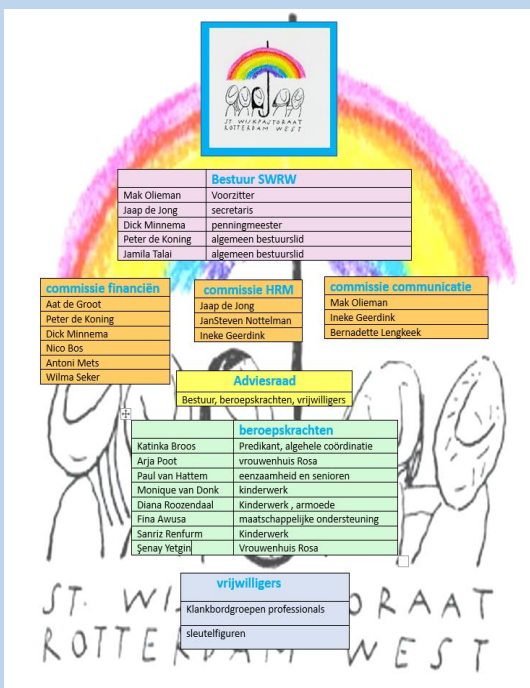 ST. WIJKPASTORAAT
ROTTERDAM WEST
Bestuur SWRW
Mak Olieman Voorzitter
Jaap de Jong secretaris
Dick Minnema penningmeester
Peter de Koning algemeen bestuurslid
Jamila Talai algemeen bestuurslid
commissie financiën
Aat de Groot
Peter de Koning
Dick Minnema
Nico Bos
Antoni Mets
Wilma Seker
commissie HRM
Jaap de Jong
JanSteven Nottelman
Ineke Geerdink
commissie communicatie
Mak Olieman
Ineke Geerdink
Bernadette Lengkeek
Adviesraad
Bestuur, beroepskrachten, vrijwilligers
beroepskrachten
Katinka Broos Predikant, algehele coördinatie
Arja Poot vrouwenhuis Rosa
Paul van Hattem eenzaamheid en senioren
Monique van Donk kinderwerk
Diana Roozendaal Kinderwerk , armoede
Fina Awusa maatschappelijke ondersteuning
Sanriz Renfurm Kinderwerk
Şenay Yetgin Vrouwenhuis Rosa
vrijwilligers
Klankbordgroepen professionals
sleutelfiguren
ST. WI ORAAT
ROTTERDAM WEST